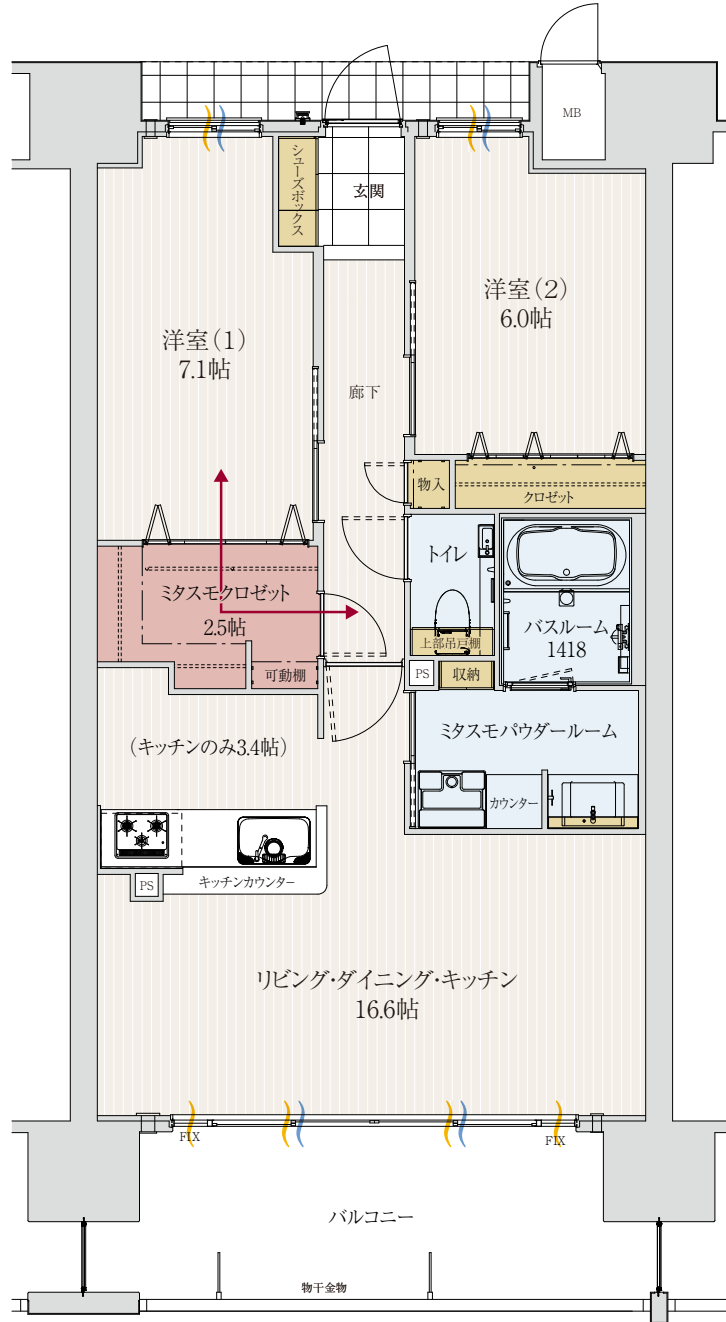 MB
シューズボックス
玄関
洋室(2)
6.0帖
洋室(1)
7.1帖
廊下
物入
クロゼット
トイレ
ミタスモクロゼット
2.5帖
バスルーム
1418
上部吊戸棚
可動棚
PS
収納
(キッチンのみ3.4帖)
ミタスモパウダールーム
カウンター
PS
キッチンカウンター
リビング・ダイニング・キッチン
16.6帖
FIX
FIX
バルコニー
物干金物